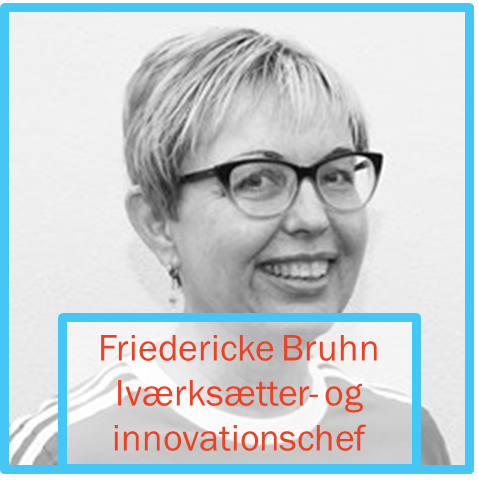 Friedericke Bruhn
Iværksætter- og
innovationschef